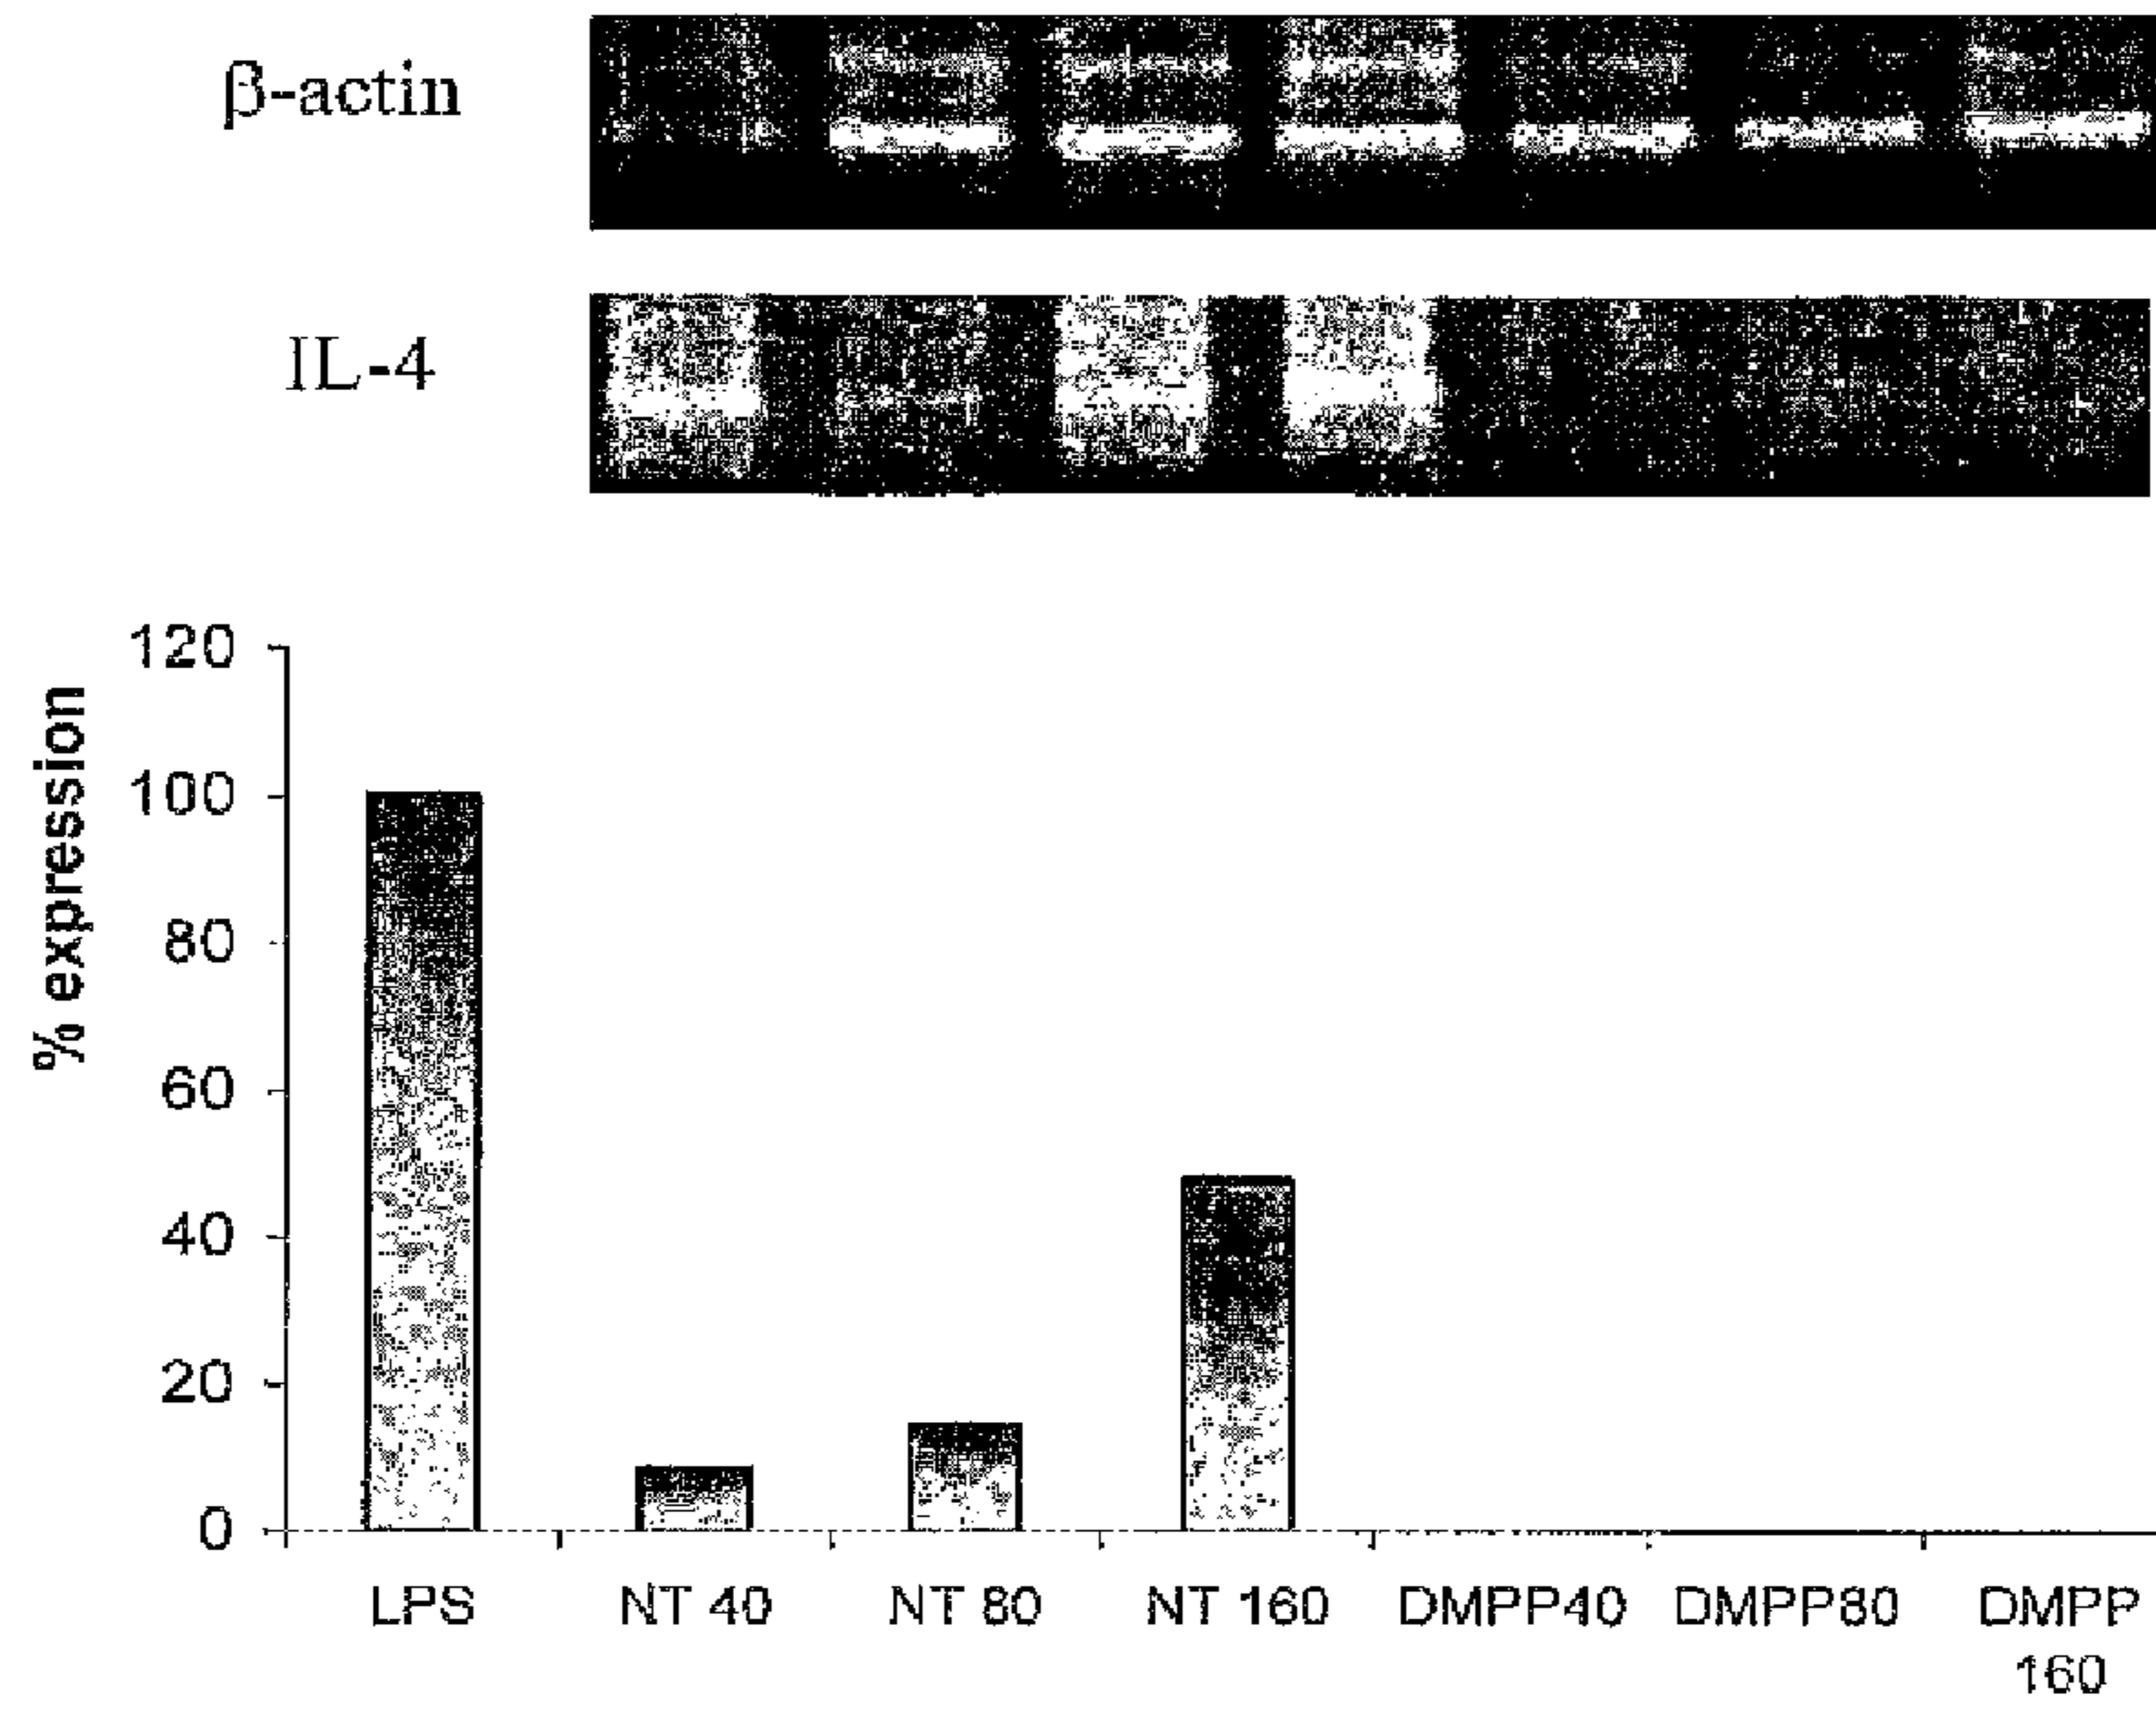 β-actin
IL-4
% expression
120
100
80
60
40
20
0
LPS NT 40 NT 80 NT 160 DMPP40 DMPP80 DMPP
160